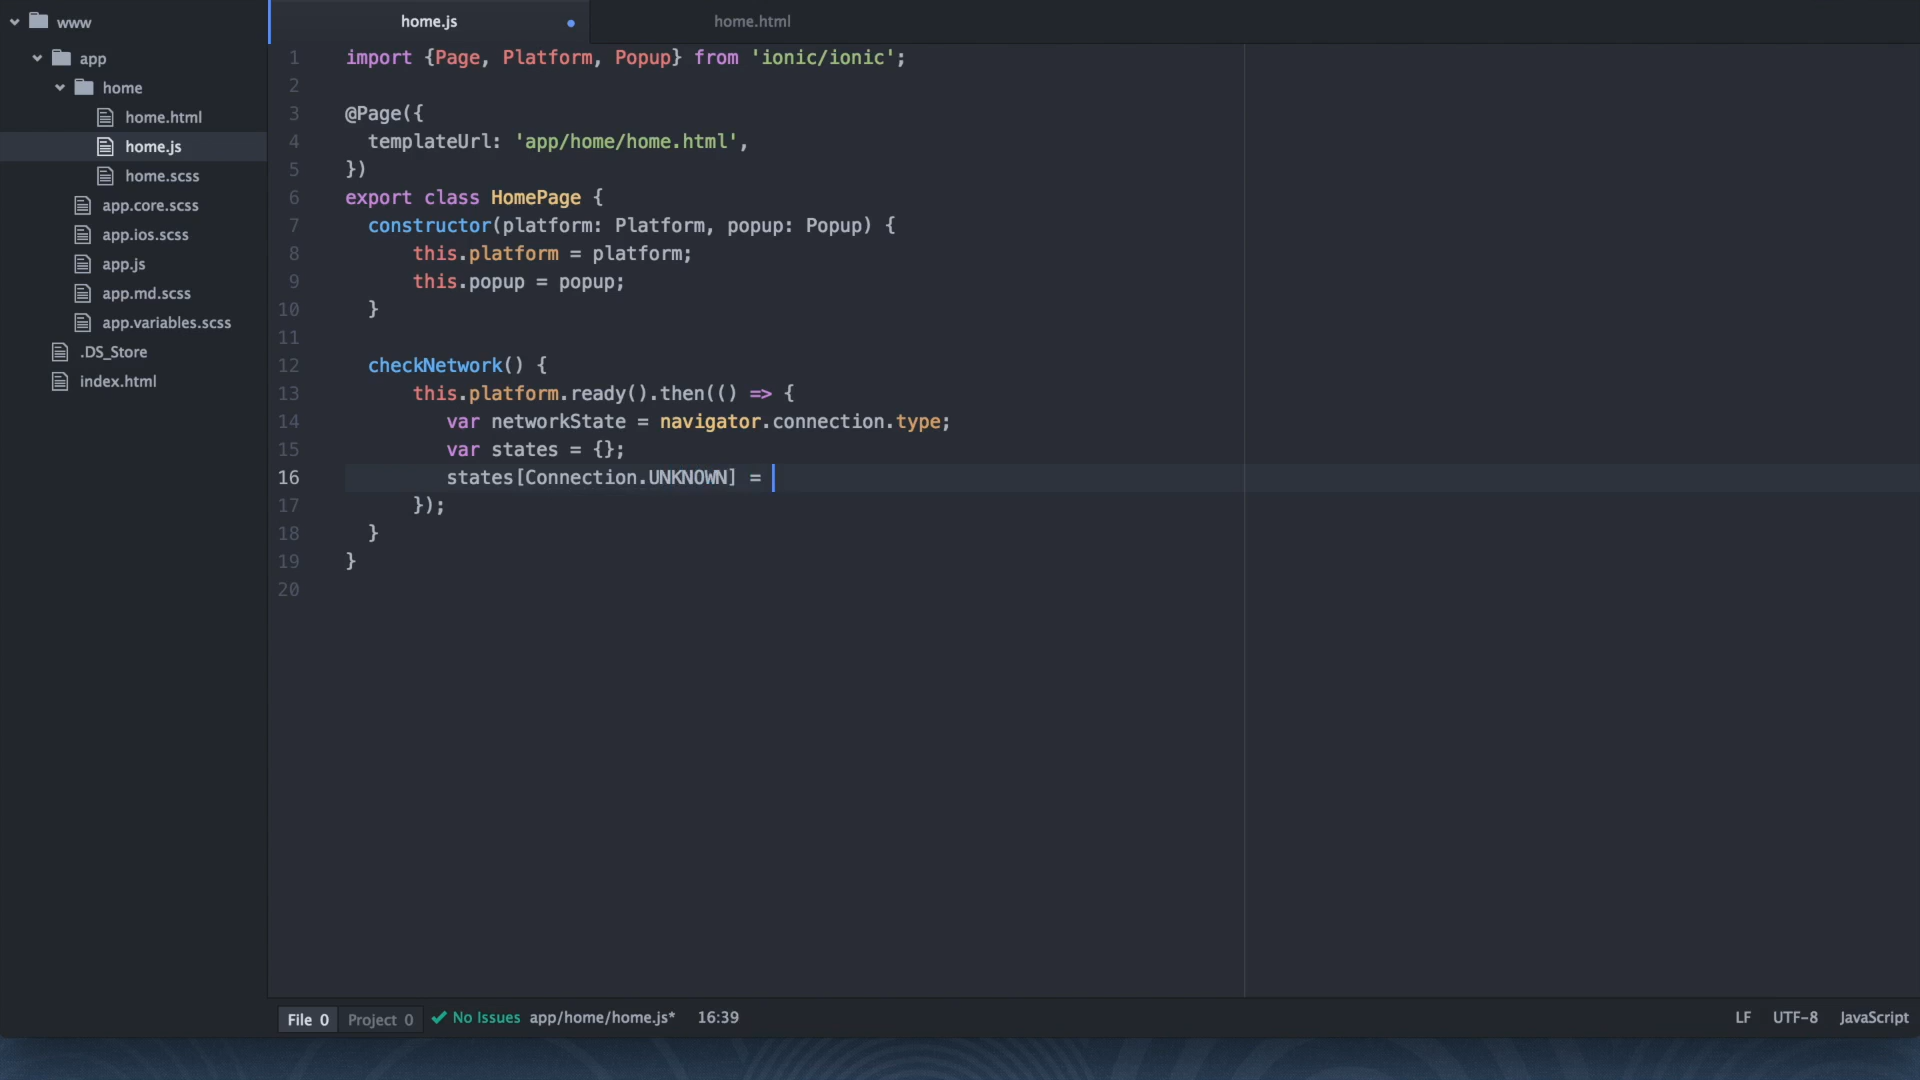 www
app
home
home.html
home.js
home.scss
app.core.scss
app.ios.scss
app.js
app.md.scss
app.variables.scss
.DS_Store
index.html
home.js
home.html
1 import {Page, Platform, Popup} from 'ionic/ionic';
2
3 @Page({
4 templateUrl: 'app/home/home.html',
5 })
6 export class HomePage {
7 constructor(platform: Platform, popup: Popup) {
8 this.platform = platform;
9 this.popup = popup;
10 }
11
12 checkNetwork() {
13 this.platform.ready().then(() => {
14 var networkState = navigator.connection.type;
15 var states = {};
16 states[Connection.UNKNOWN] =
17 });
18 }
19 }
20
File 0 Project 0 No Issues app/home/home.js* 16:39 LF UTF-8 JavaScript